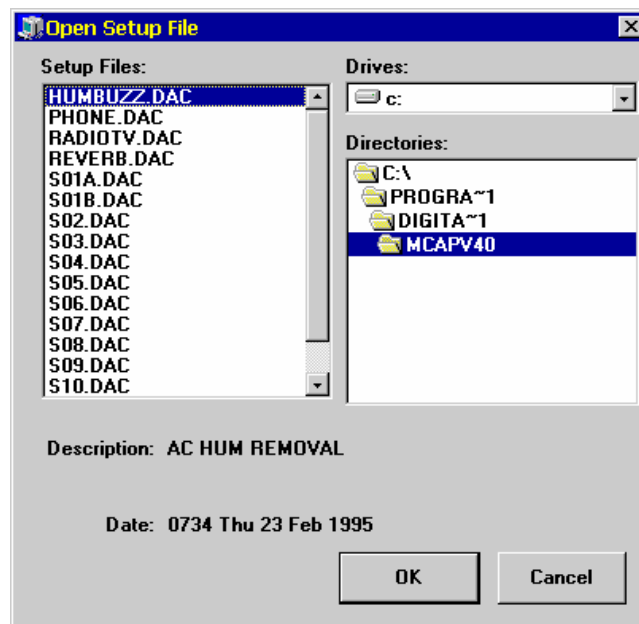 Open Setup File
Setup Files:
HUMBUZZ.DAC
PHONE.DAC
RADIOTV.DAC
REVERB.DAC
S01A.DAC
S01B.DAC
S02.DAC
S03.DAC
S04.DAC
S05.DAC
S06.DAC
S07.DAC
S08.DAC
S09.DAC
S10.DAC
Drives:
c:
Directories:
C:\
PROGRA~1
DIGITA~1
MCAPV40
Description: AC HUM REMOVAL
Date: 0734 Thu 23 Feb 1995
OK
Cancel